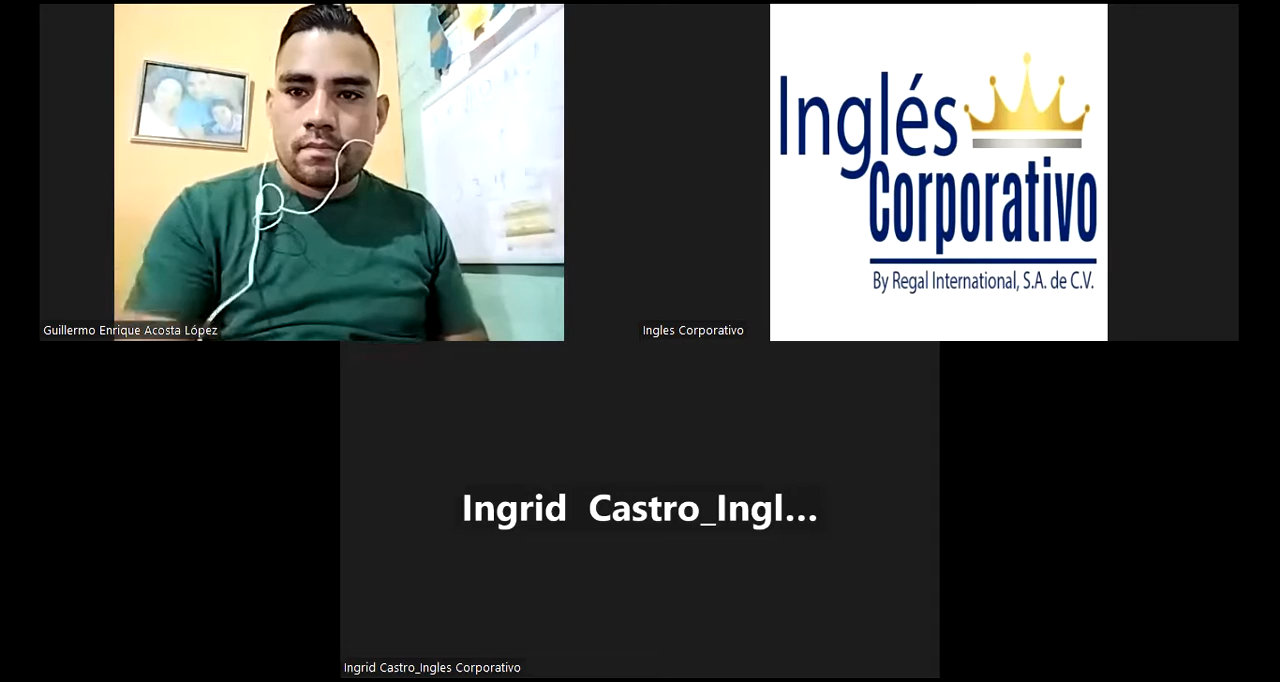 Guillermo Enrique Acosta López
Inglés
Corporativo
By Regal International, S.A. de C.V.
Ingles Corporativo
Ingrid Castro_Ingl...
Ingrid Castro_Ingles Corporativo